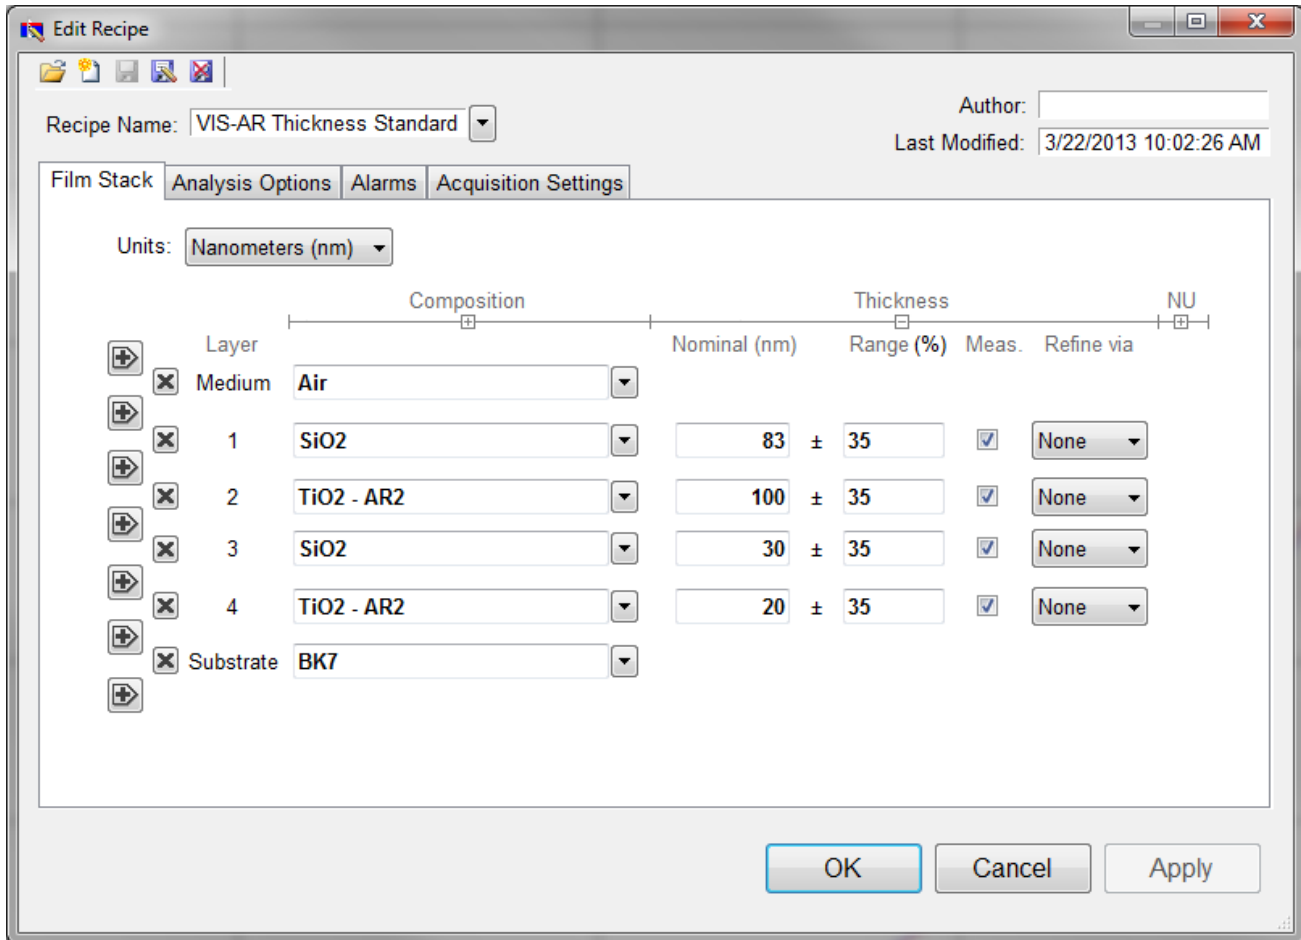 Edit Recipe
Author:
Recipe Name: VIS-AR Thickness Standard
Last Modified: 3/22/2013 10:02:26 AM
Film Stack Analysis Options Alarms Acquisition Settings
Units: Nanometers (nm)
Composition Thickness NU
Layer Nominal (nm) Range (%) Meas. Refine via
Medium Air
1 SiO2 83 ± 35 None
2 TiO2 - AR2 100 ± 35 None
3 SiO2 30 ± 35 None
4 TiO2 - AR2 20 ± 35 None
Substrate BK7
OK Cancel Apply